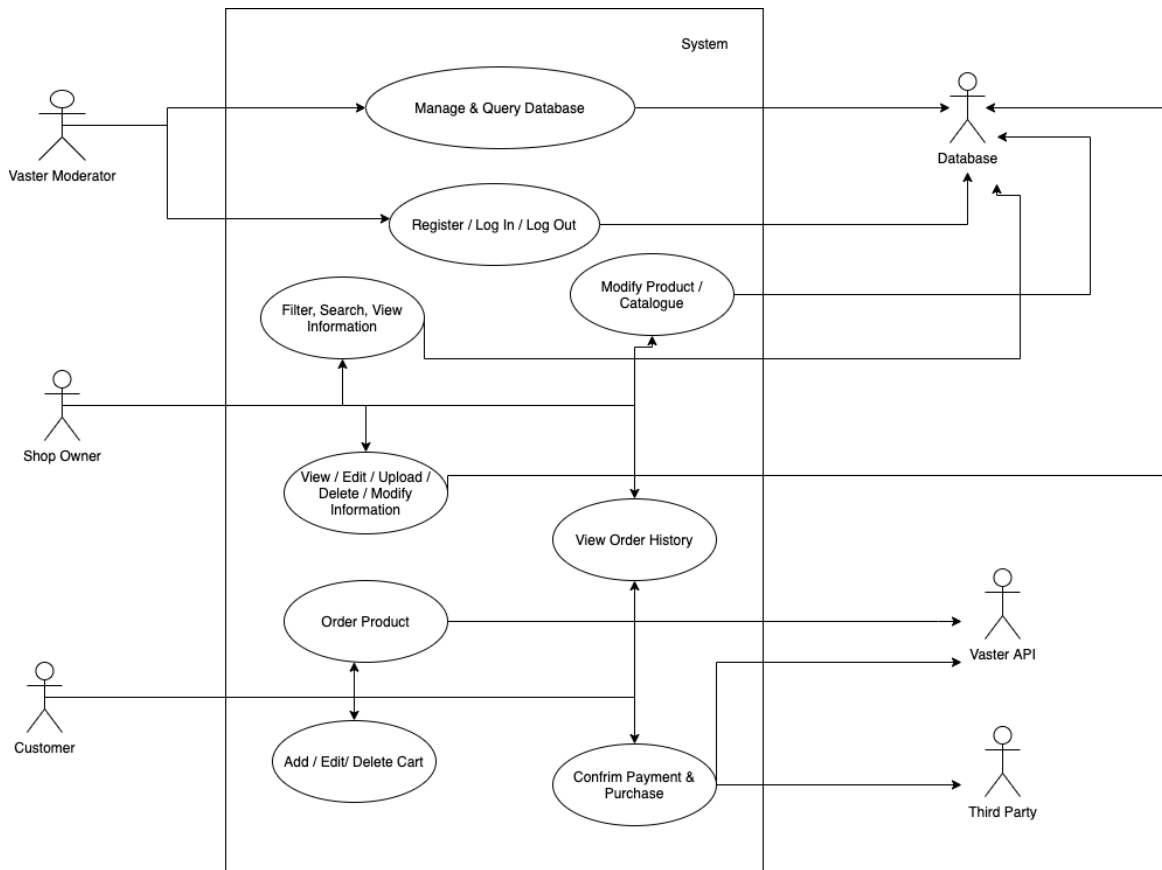 System
Manage & Query Database
Vaster Moderator
Database
Register / Log In / Log Out
Modify Product /
Catalogue
Filter, Search, View
Information
Shop Owner
View / Edit / Upload /
Delete / Modify
Information
View Order History
Order Product
Vaster API
Customer
Add / Edit/ Delete Cart
Confrim Payment &
Purchase
Third Party